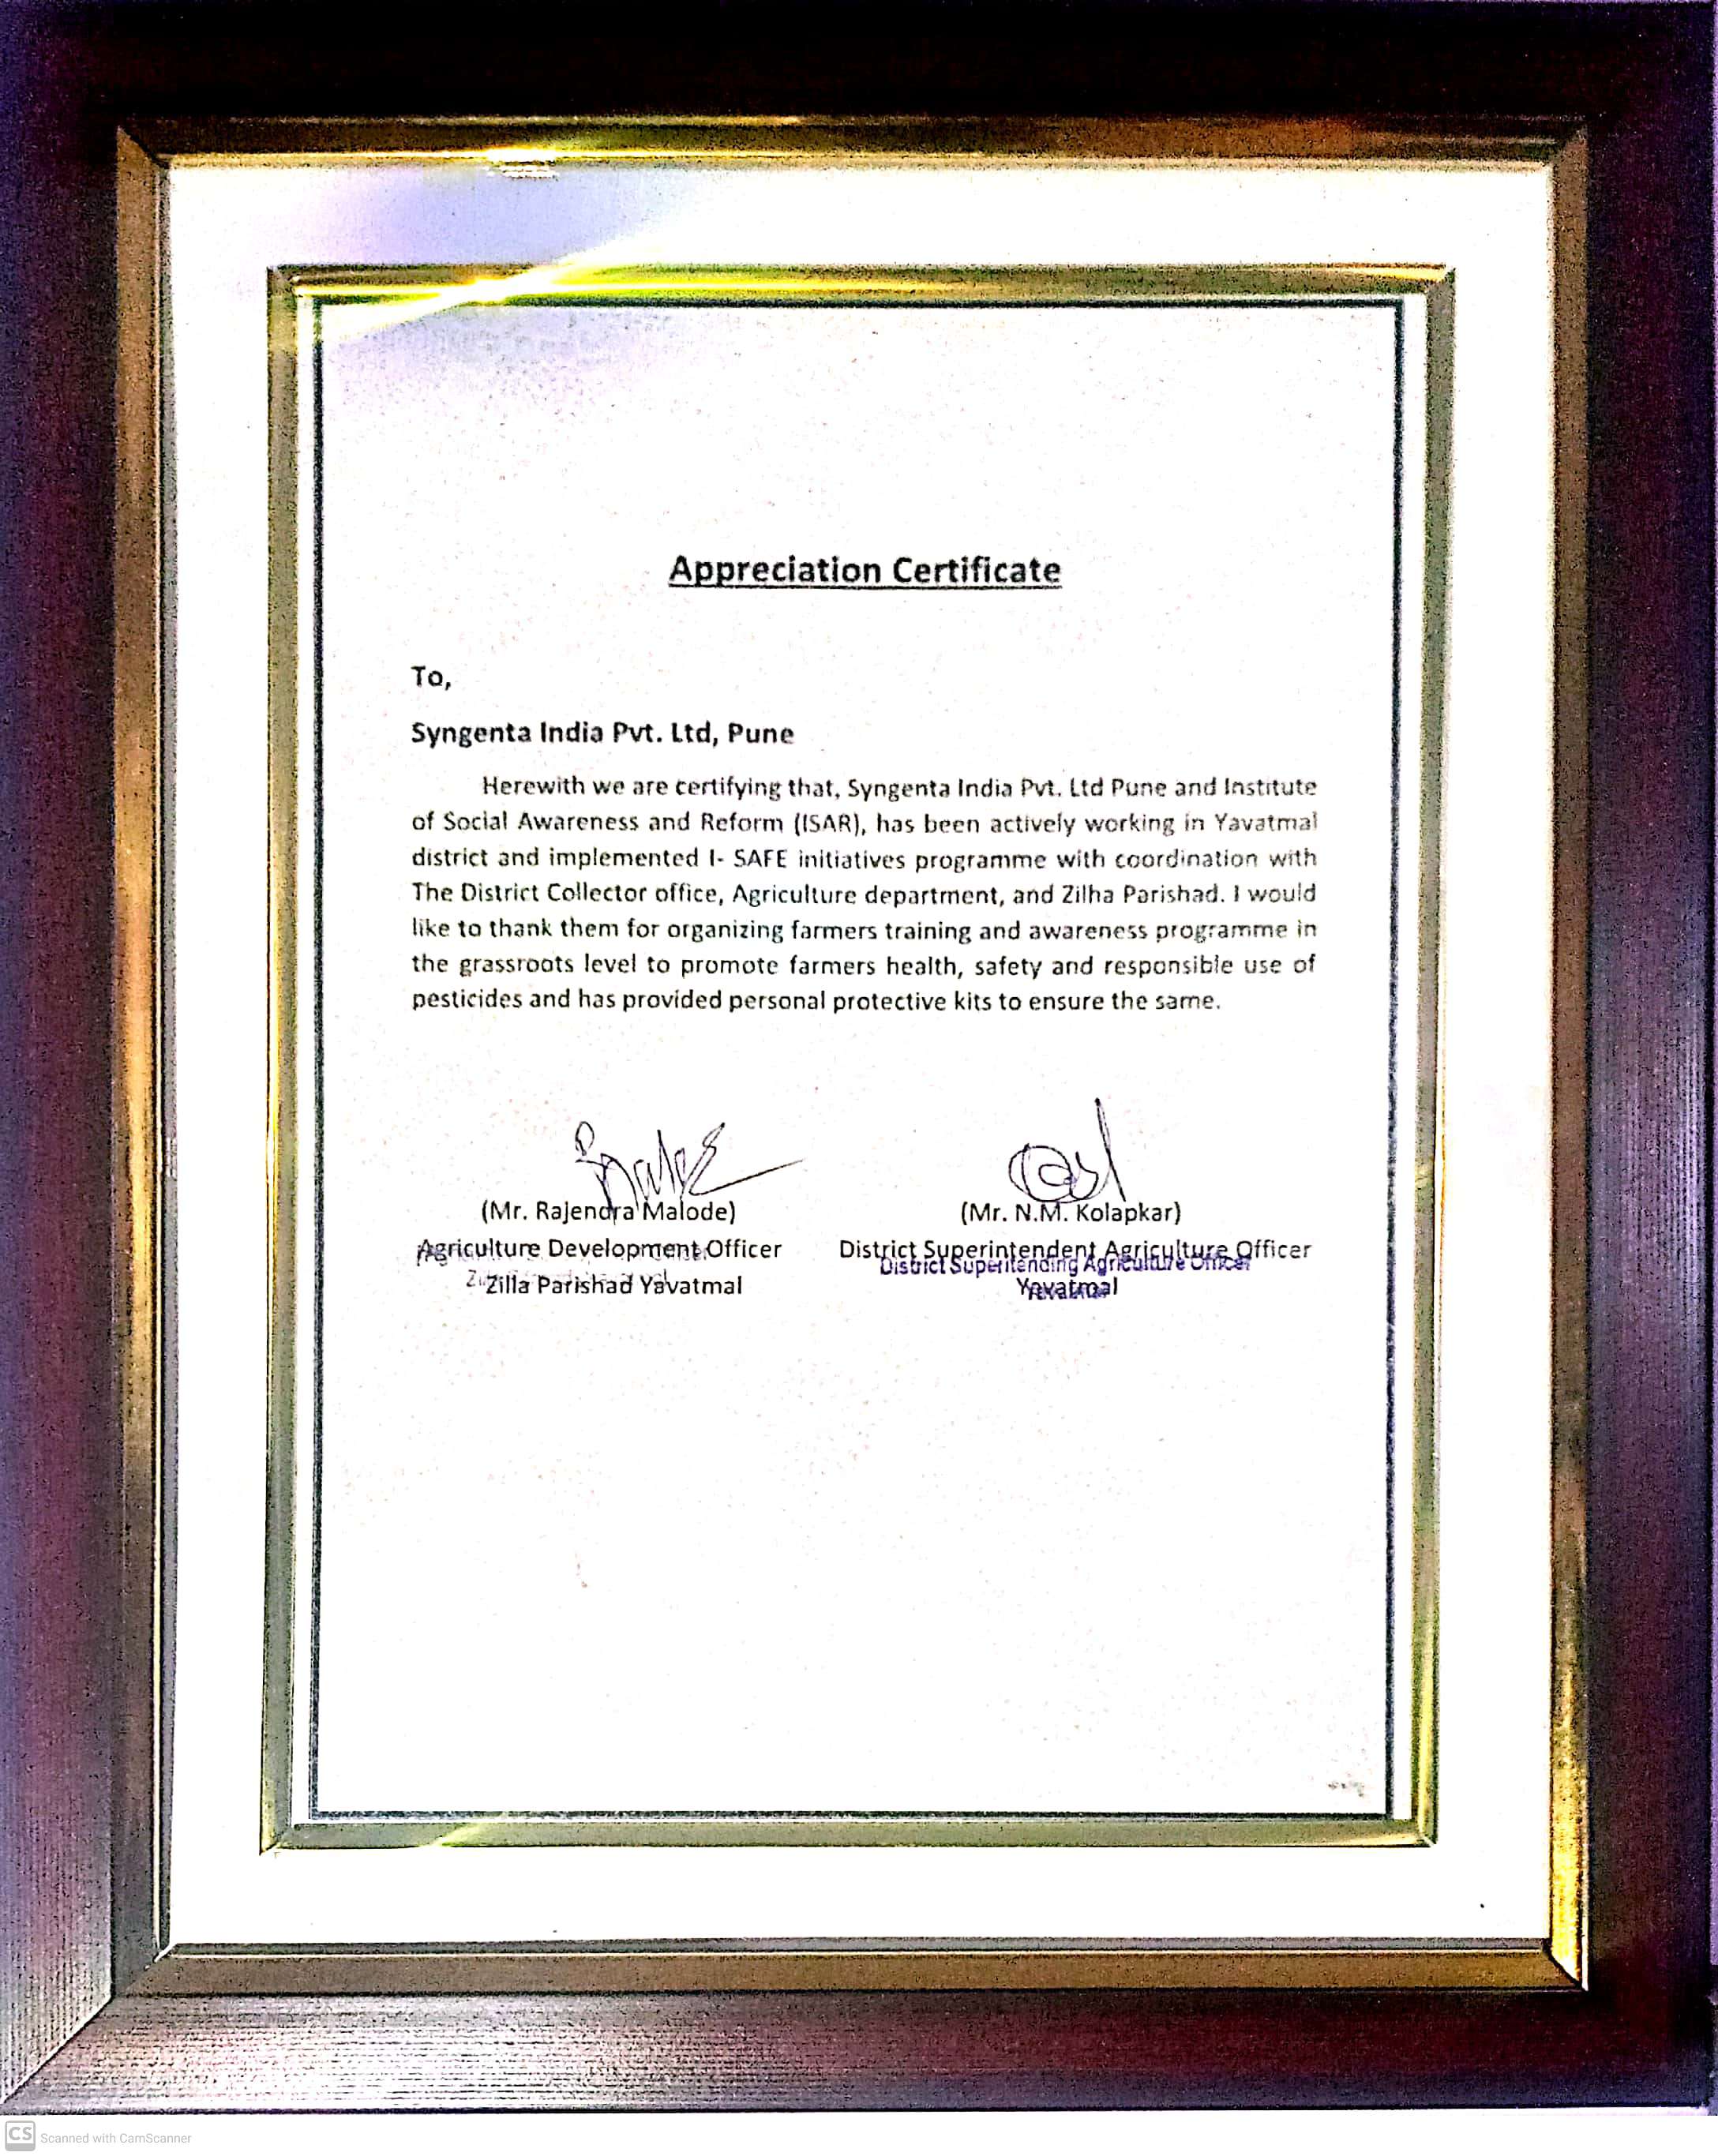 Appreciation Certificate
To,
Syngenta India Pvt. Ltd, Pune
Herewith we are certifying that, Syngenta India Pvt. Ltd Pune and Institute
of Social Awareness and Reform (ISAR), has been actively working in Yavatmal
district and implemented I- SAFE initiatives programme with coordination with
The District Collector office, Agriculture department, and Zilha Parishad. I would
like to thank them for organizing farmers training and awareness programme in
the grassroots level to promote farmers health, safety and responsible use of
pesticides and has provided personal protective kits to ensure the same.
(Mr. Rajendra Malode)
Agriculture Development Officer
Zilla Parishad Yavatmal
(Mr. N.M. Kolapkar)
District Superintendent Agriculture Officer
District Superitending Agriculture Officer
Yavatmal
CS Scanned with CamScanner